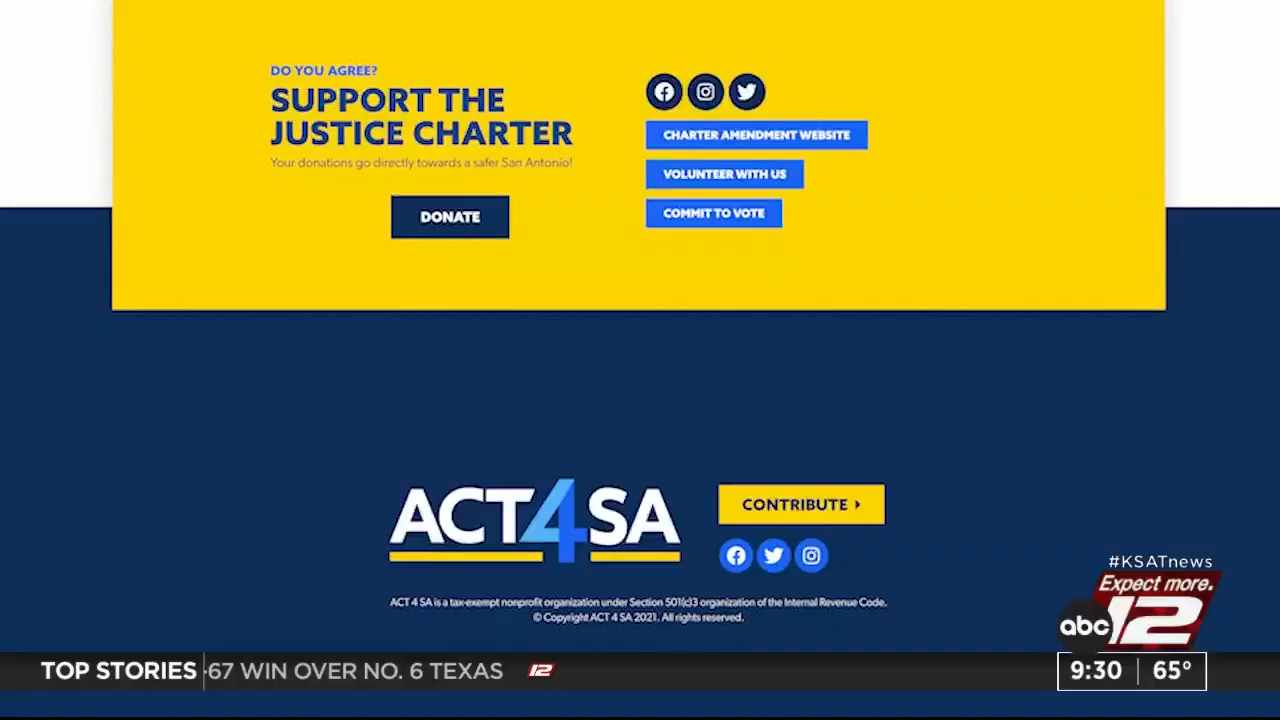 DO YOU AGREE?
SUPPORT THE
JUSTICE CHARTER
Your donations go directly towards a safer San Antonio!
DONATE
CHARTER AMENDMENT WEBSITE
VOLUNTEER WITH US
COMMIT TO VOTE
ACT4SA
CONTRIBUTE
ACT 4 SA is a tax-exempt nonprofit organization under Section 501(c)3 organization of the Internal Revenue Code.
© Copyright ACT 4 SA 2021. All rights reserved.
#KSATnews
Expect more.
abc 12
TOP STORIES -67 WIN OVER NO. 6 TEXAS 12
9:30 65°